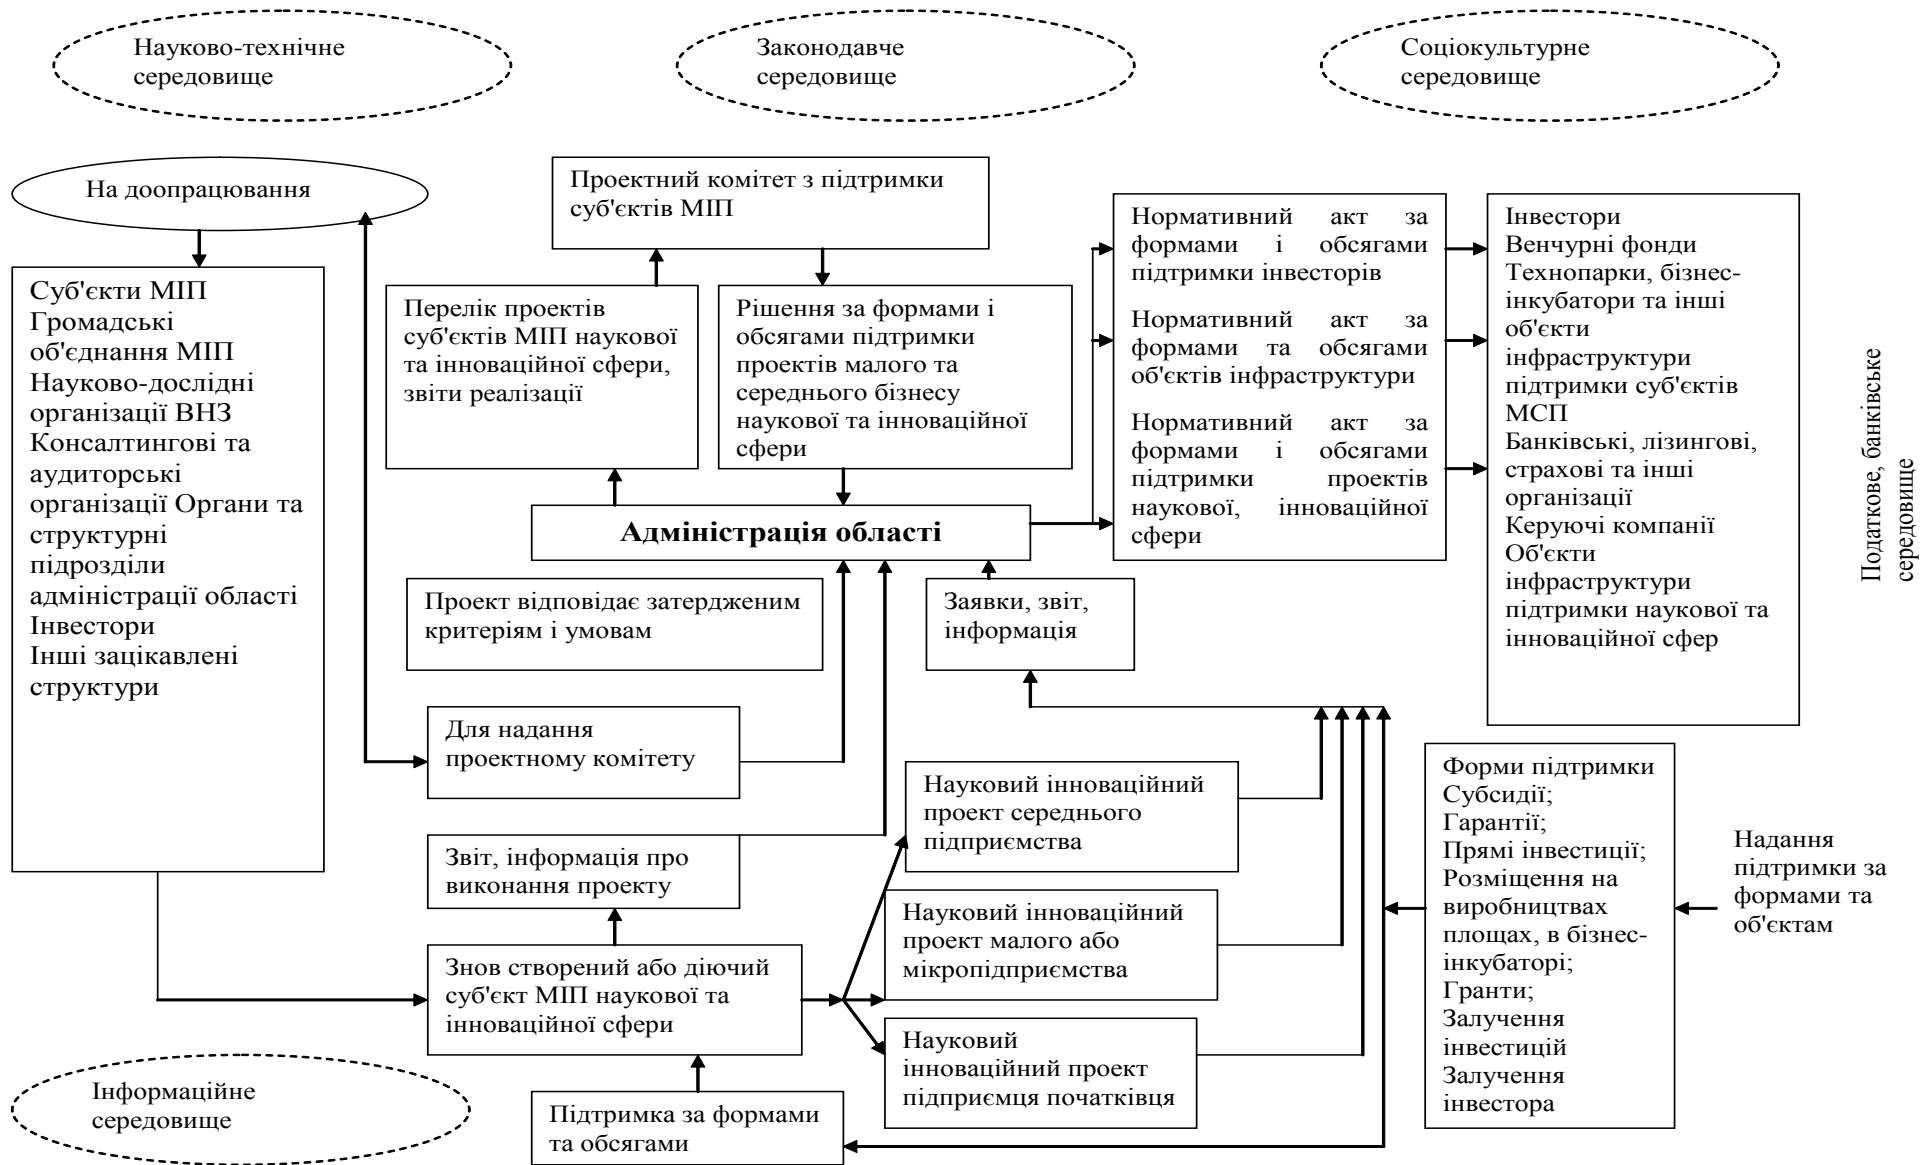 Науково-технічне
середовище
Законодавче
середовище
Соціокультурне
середовище
На доопрацювання
Суб'єкти МІП
Громадські
об'єднання МІП
Науково-дослідні
організації ВНЗ
Консалтингові та
аудиторські
організації Органи та
структурні
підрозділи
адміністрації області
Інвестори
Інші зацікавлені
структури
Проектний комітет з підтримки
суб'єктів МІП
Перелік проектів
суб'єктів МІП наукової
та інноваційної сфери,
звіти реалізації
Рішення за формами і
обсягами підтримки
проектів малого та
середнього бізнесу
наукової та інноваційної
сфери
Адміністрація області
Нормативний акт за
формами і обсягами
підтримки інвесторів
Нормативний акт за
формами та обсягами
об'єктів інфраструктури
Нормативний акт за
формами і обсягами
підтримки проектів
наукової, інноваційної
сфери
Інвестори
Венчурні фонди
Технопарки, бізнес-
інкубатори та інші
об'єкти
інфраструктури
підтримки суб'єктів
МСП
Банківські, лізингові,
страхові та інші
організації
Керуючі компанії
Об'єкти
інфраструктури
підтримки наукової та
інноваційної сфер
Податкове, банківське
середовище
Проект відповідає затердженим
критеріям і умовам
Заявки, звіт,
інформація
Для надання
проектному комітету
Звіт, інформація про
виконання проекту
Знов створений або діючий
суб'єкт МІП наукової та
інноваційної сфери
Підтримка за формами
та обсягами
Науковий інноваційний
проект середнього
підприємства
Науковий інноваційний
проект малого або
мікропідприємства
Науковий
інноваційний проект
підприємця початківця
Форми підтримки
Субсидії;
Гарантії;
Прямі інвестиції;
Розміщення на
виробництвах
площах, в бізнес-
інкубаторі;
Гранти;
Залучення
інвестицій
Залучення
інвестора
Надання
підтримки за
формами та
об'єктам
Інформаційне
середовище